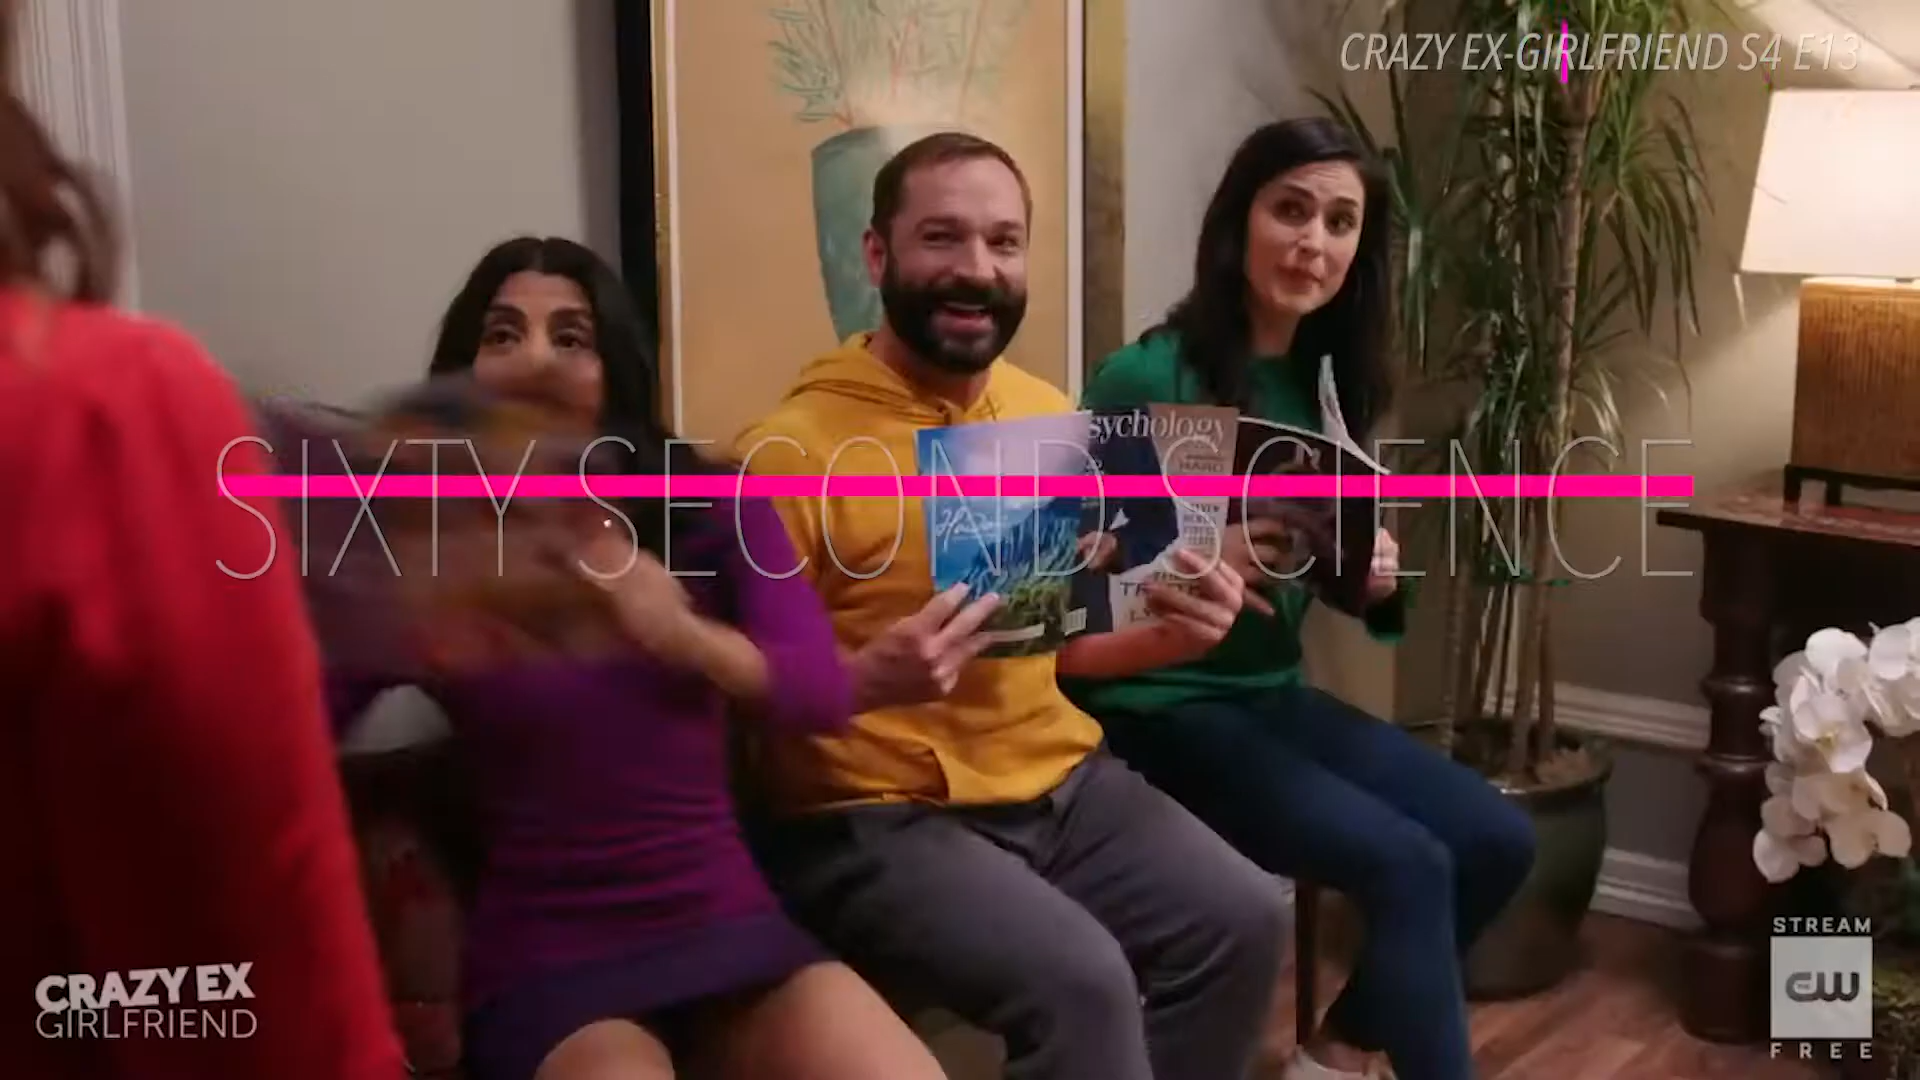 CRAZY EX-GIRLFRIEND S4 E13
sychology
HARD
SIXTY SECOND SCIENCE
STREAM
CW
FREE
CRAZY EX
GIRLFRIEND